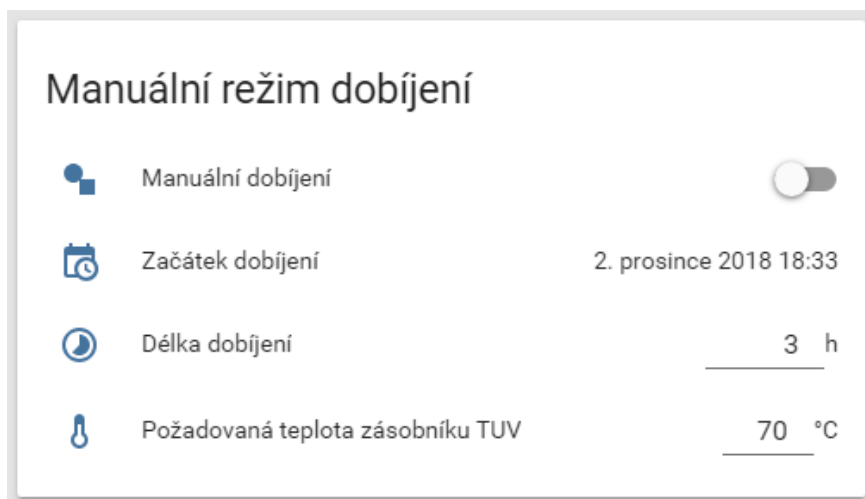 Manuální režim dobíjení
Manuální dobíjení
Začátek dobíjení 2. prosince 2018 18:33
Délka dobíjení 3 h
Požadovaná teplota zásobníku TUV 70 °C